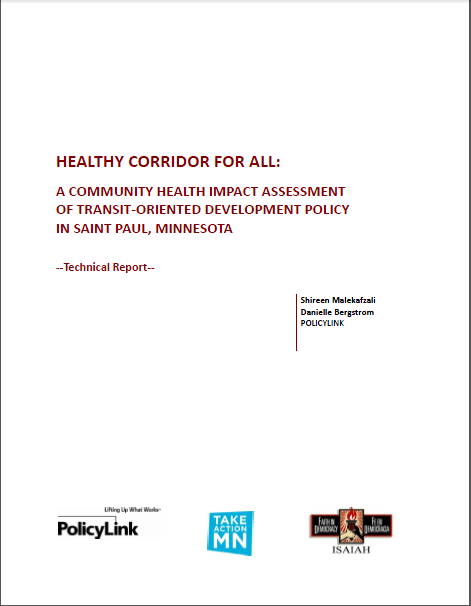 HEALTHY CORRIDOR FOR ALL:
A COMMUNITY HEALTH IMPACT ASSESSMENT
OF TRANSIT-ORIENTED DEVELOPMENT POLICY
IN SAINT PAUL, MINNESOTA
--Technical Report--
Shireen Malekafzali
Danielle Bergstrom
POLICYLINK
Lifting Up What Works
PolicyLink
TAKE
ACTION
MN
FAITH IN
DEMOCRACY
FE EN
DEMOCRACIA
ISAIAH